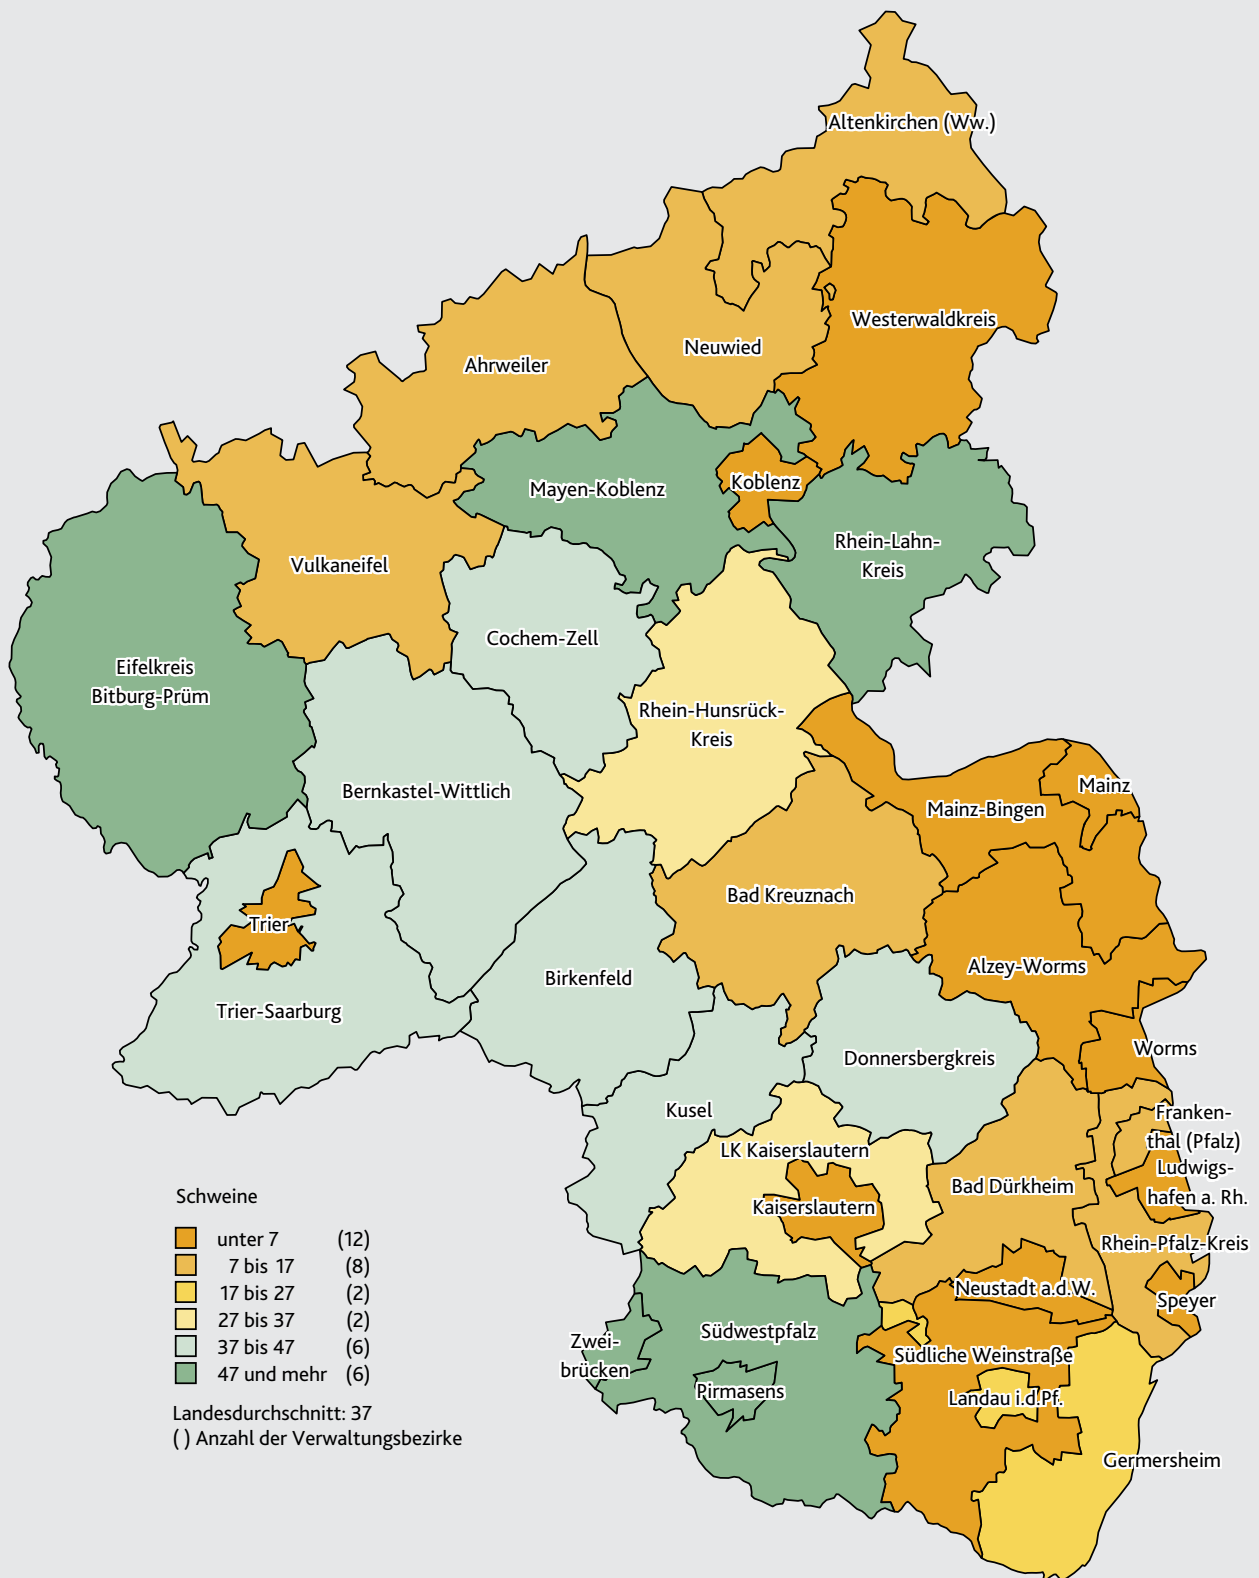 Altenkirchen (Ww.)
Westerwaldkreis
Neuwied
Ahrweiler
Mayen-Koblenz
Koblenz
Rhein-Lahn-
Kreis
Vulkaneifel
Cochem-Zell
Eifelkreis
Bitburg-Prüm
Rhein-Hunsrück-
Kreis
Bernkastel-Wittlich
Mainz
Mainz-Bingen
Bad Kreuznach
Trier
Alzey-Worms
Birkenfeld
Trier-Saarburg
Worms
Donnersbergkreis
Kusel
Franken-
thal (Pfalz)
LK Kaiserslautern
Ludwigs-
hafen a. Rh.
Bad Dürkheim
Kaiserslautern
Rhein-Pfalz-Kreis
Neustadt a.d.W.
Speyer
Südwestpfalz
Zwei-
brücken
Südliche Weinstraße
Pirmasens
Landau i.d.Pf.
Germersheim
Schweine
unter 7 (12)
7 bis 17 (8)
17 bis 27 (2)
27 bis 37 (2)
37 bis 47 (6)
47 und mehr (6)
Landesdurchschnitt: 37
( ) Anzahl der Verwaltungsbezirke